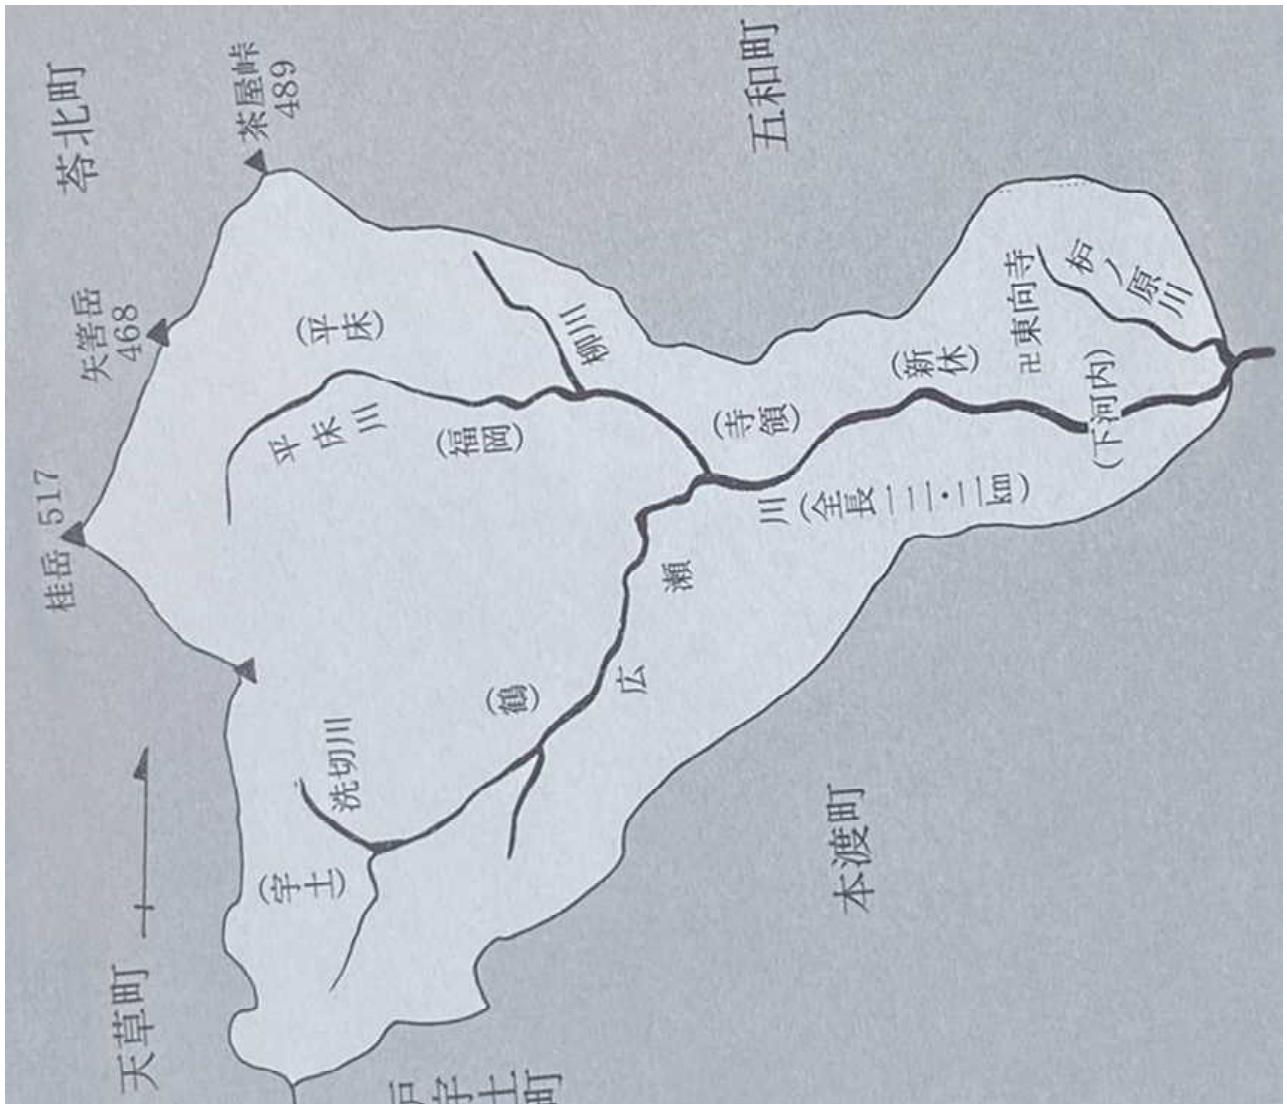 苓北町
茶屋峠
489
矢筈岳
468
桂岳 517
五和町
(平床)
平床川
柳川
(福岡)
(寺領)
(新休)
卍東向寺
ノ原川
(下河内)
広瀬川(全長一二・二km)
(鶴)
洗切川
(宇土)
天草町
本渡町
宇土町